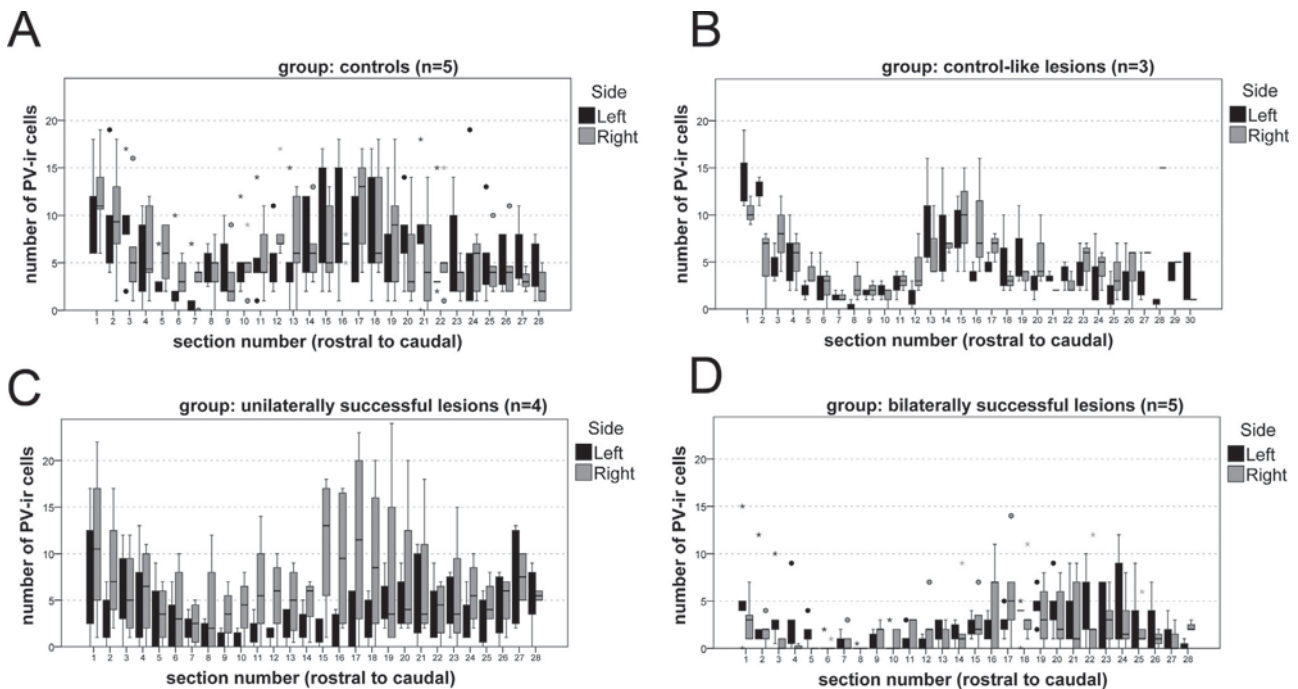 A
group: controls (n=5)
number of PV-ir cells
20
15
10
5
0
1 2 3 4 5 6 7 8 9 10 11 12 13 14 15 16 17 18 19 20 21 22 23 24 25 26 27 28
section number (rostral to caudal)
Side
Left
Right
B
group: control-like lesions (n=3)
number of PV-ir cells
20
15
10
5
0
1 2 3 4 5 6 7 8 9 10 11 12 13 14 15 16 17 18 19 20 21 22 23 24 25 26 27 28 29 30
section number (rostral to caudal)
Side
Left
Right
C
group: unilaterally successful lesions (n=4)
number of PV-ir cells
20
15
10
5
0
1 2 3 4 5 6 7 8 9 10 11 12 13 14 15 16 17 18 19 20 21 22 23 24 25 26 27 28
section number (rostral to caudal)
Side
Left
Right
D
group: bilaterally successful lesions (n=5)
number of PV-ir cells
20
15
10
5
0
1 2 3 4 5 6 7 8 9 10 11 12 13 14 15 16 17 18 19 20 21 22 23 24 25 26 27 28
section number (rostral to caudal)
Side
Left
Right